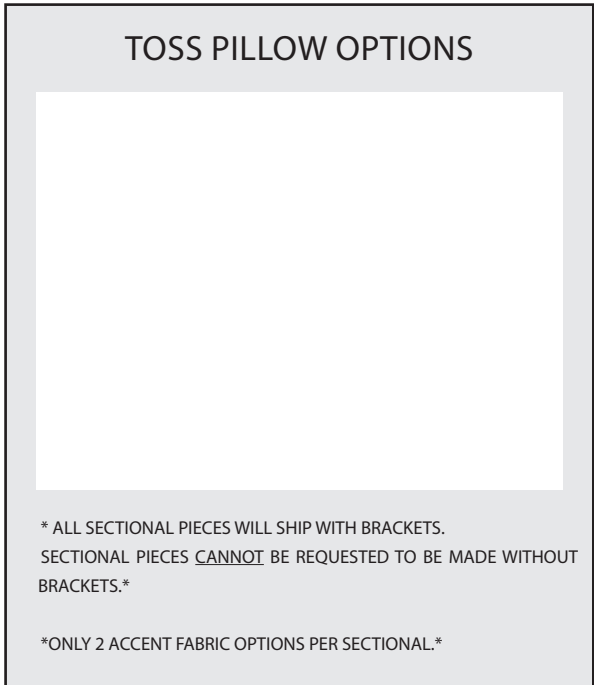 TOSS PILLOW OPTIONS
* ALL SECTIONAL PIECES WILL SHIP WITH BRACKETS.
SECTIONAL PIECES CANNOT BE REQUESTED TO BE MADE WITHOUT
BRACKETS.*
*ONLY 2 ACCENT FABRIC OPTIONS PER SECTIONAL.*